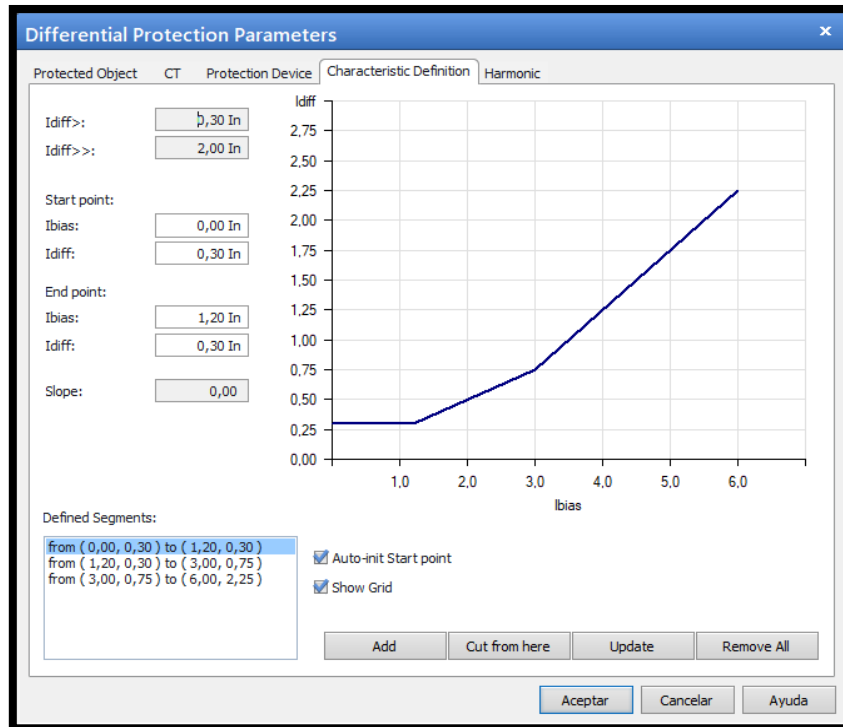 Differential Protection Parameters
x
Protected Object CT Protection Device Characteristic Definition Harmonic
Idiff>: 0,30 In
Idiff>>: 2,00 In
Start point:
Ibias: 0,00 In
Idiff: 0,30 In
End point:
Ibias: 1,20 In
Idiff: 0,30 In
Slope: 0,00
Idiff
2,75
2,50
2,25
2,00
1,75
1,50
1,25
1,00
0,75
0,50
0,25
0,00
1,0 2,0 3,0 4,0 5,0 6,0
Ibias
Defined Segments:
from ( 0,00, 0,30 ) to ( 1,20, 0,30 )
from ( 1,20, 0,30 ) to ( 3,00, 0,75 )
from ( 3,00, 0,75 ) to ( 6,00, 2,25 )
Auto-init Start point
Show Grid
Add Cut from here Update Remove All
Aceptar Cancelar Ayuda